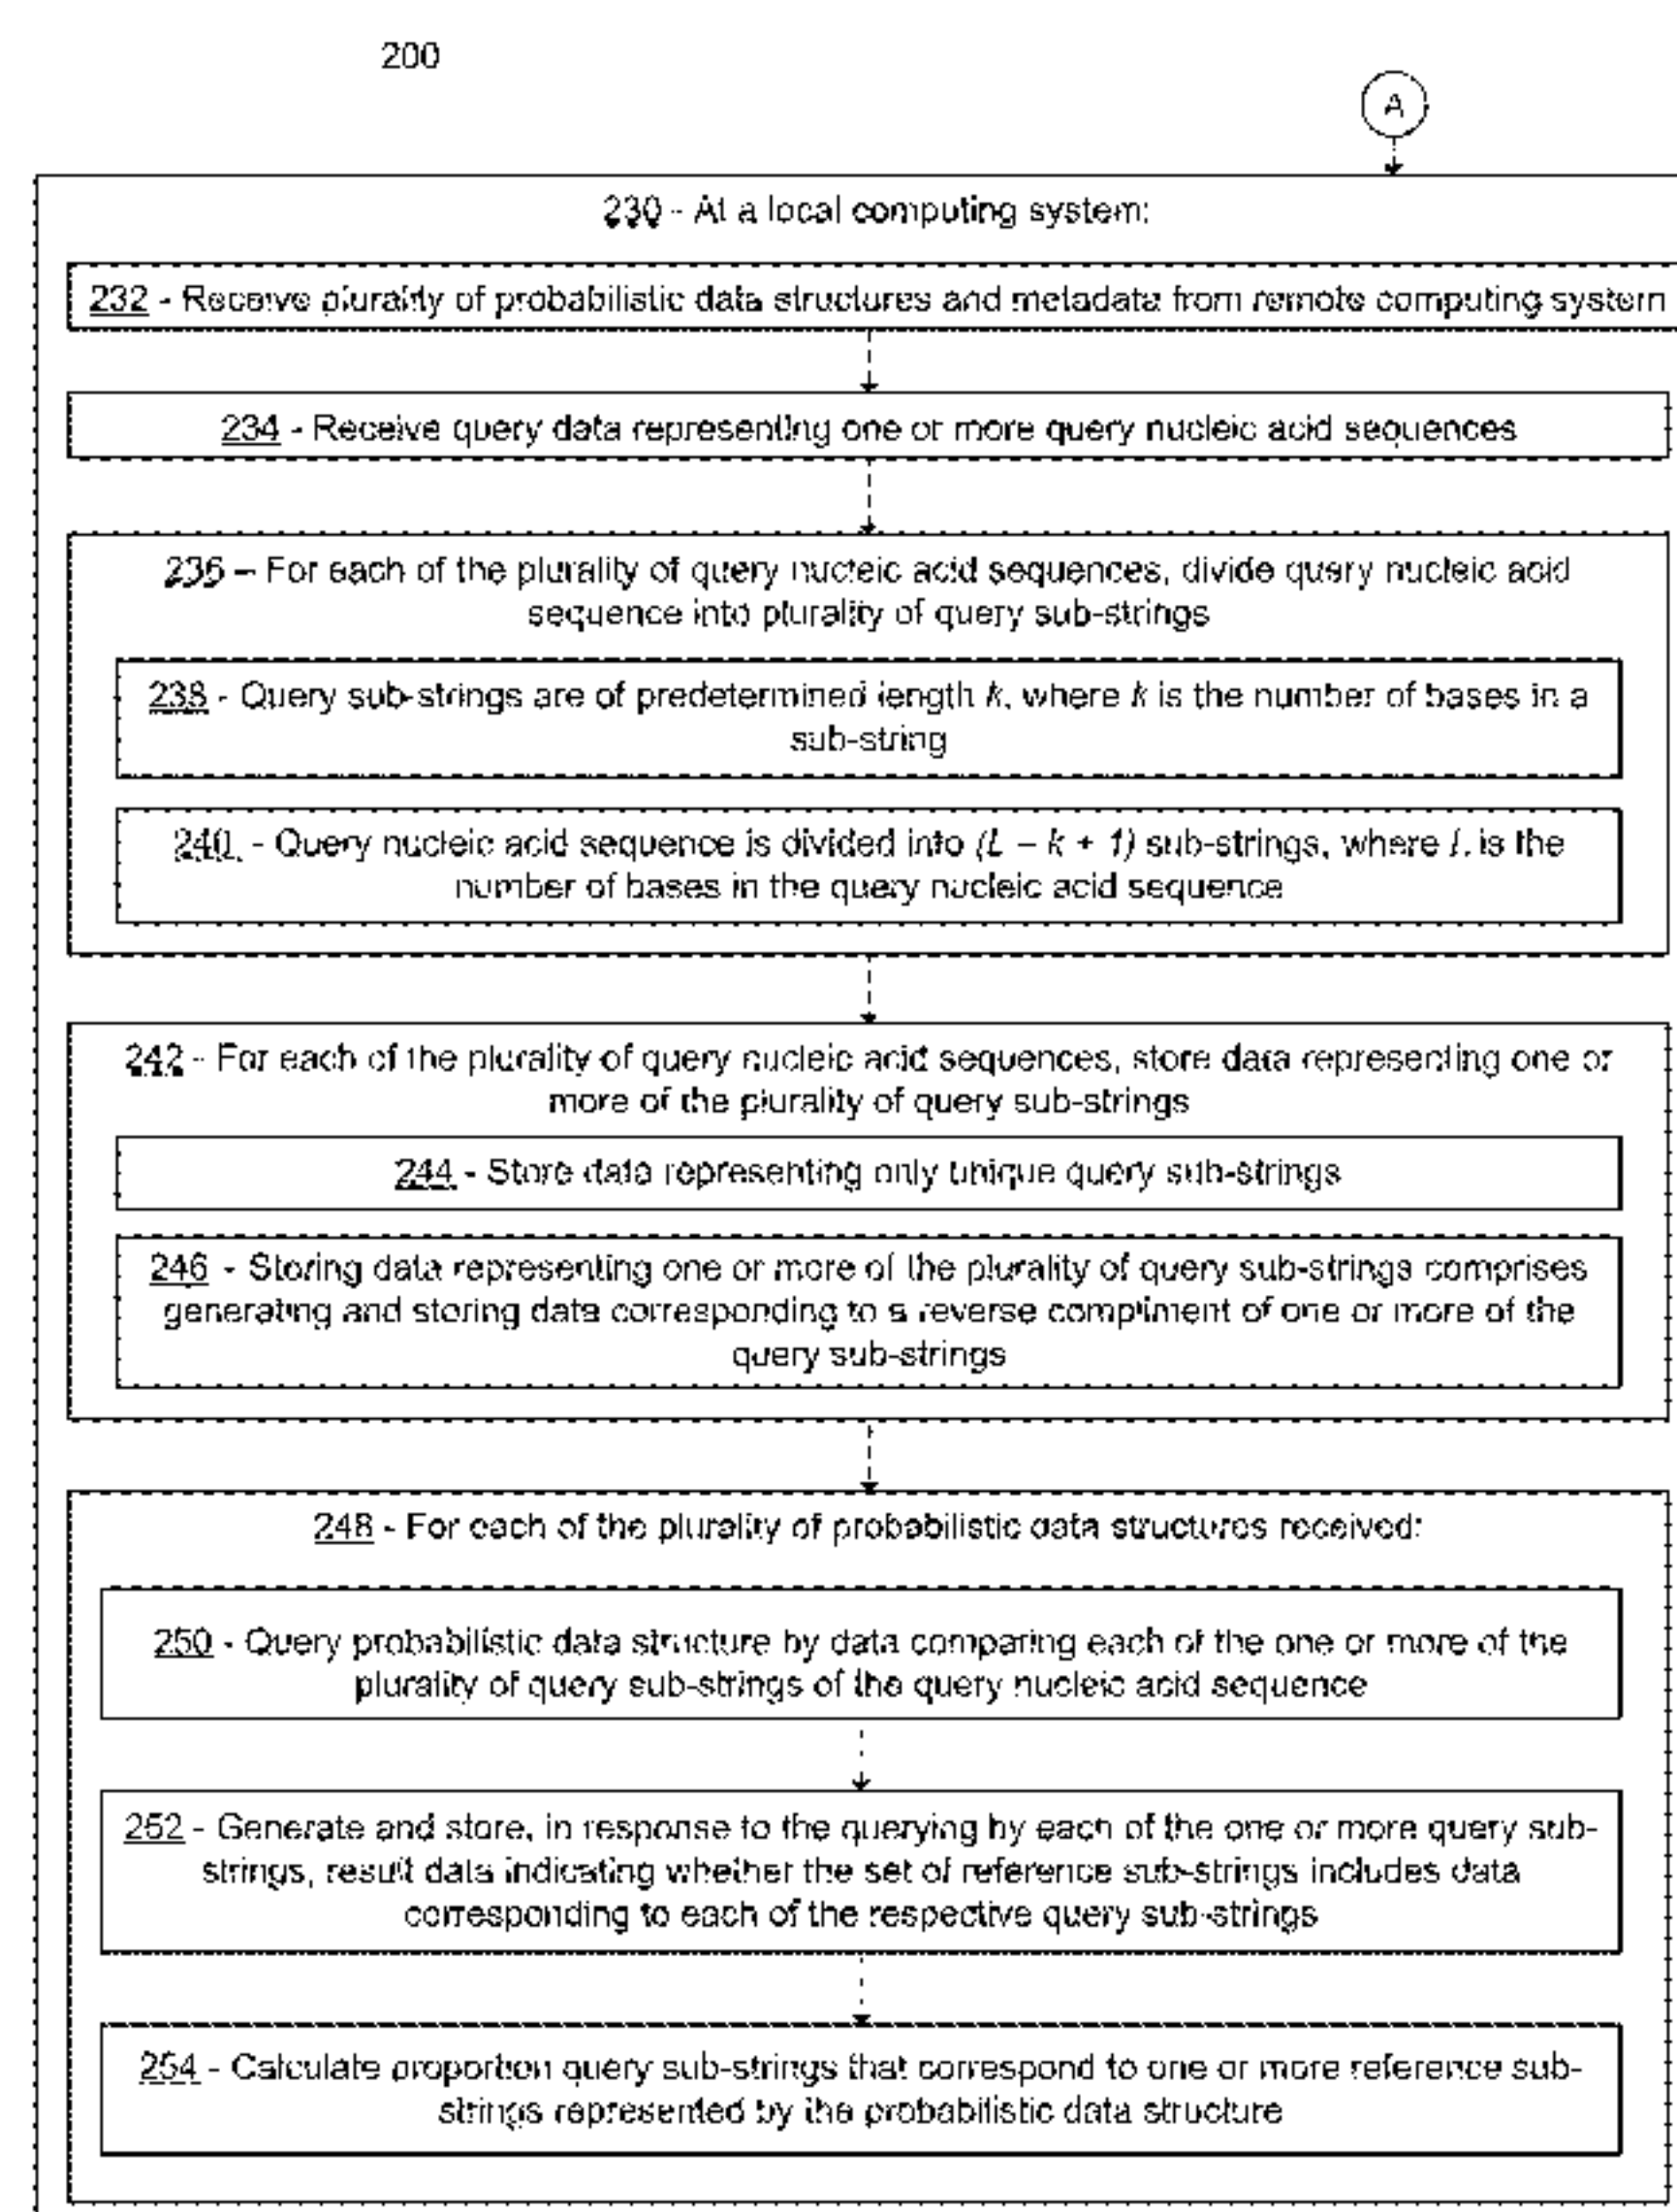 200
A
230 - At a local computing system:
232 - Receive plurality of probabilistic data structures and metadata from remote computing system
234 - Receive query data representing one or more query nucleic acid sequences
236 – For each of the plurality of query nucleic acid sequences, divide query nucleic acid
sequence into plurality of query sub-strings
238 - Query sub-strings are of predetermined length k, where k is the number of bases in a
sub-string
240 - Query nucleic acid sequence is divided into (L – k + 1) sub-strings, where L is the
number of bases in the query nucleic acid sequence
242 - For each of the plurality of query nucleic acid sequences, store data representing one or
more of the plurality of query sub-strings
244 - Store data representing only unique query sub-strings
246 - Storing data representing one or more of the plurality of query sub-strings comprises
generating and storing data corresponding to a reverse compliment of one or more of the
query sub-strings
248 - For each of the plurality of probabilistic data structures received:
250 - Query probabilistic data structure by data comparing each of the one or more of the
plurality of query sub-strings of the query nucleic acid sequence
252 - Generate and store, in response to the querying by each of the one or more query sub-
strings, result data indicating whether the set of reference sub-strings includes data
corresponding to each of the respective query sub-strings
254 - Calculate proportion query sub-strings that correspond to one or more reference sub-
strings represented by the probabilistic data structure